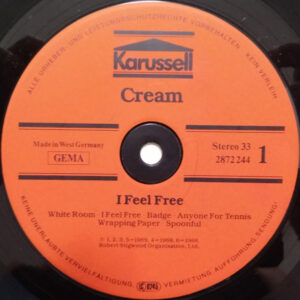 ALLE URHEBER- UND LEISTUNGSSCHUTZRECHTE VORBEHALTEN · KEIN VERLEIH
Karussell
Cream
Made in West Germany
GEMA
Stereo 33
2872 244
1
I Feel Free
White Room · I Feel Free · Badge · Anyone For Tennis
Wrapping Paper · Spoonful
Robert Stigwood Organisation, Ltd.
KEINE UNERLAUBTE VERVIELFÄLTIGUNG, VERMIETUNG, AUFFÜHRUNG, SENDUNG!